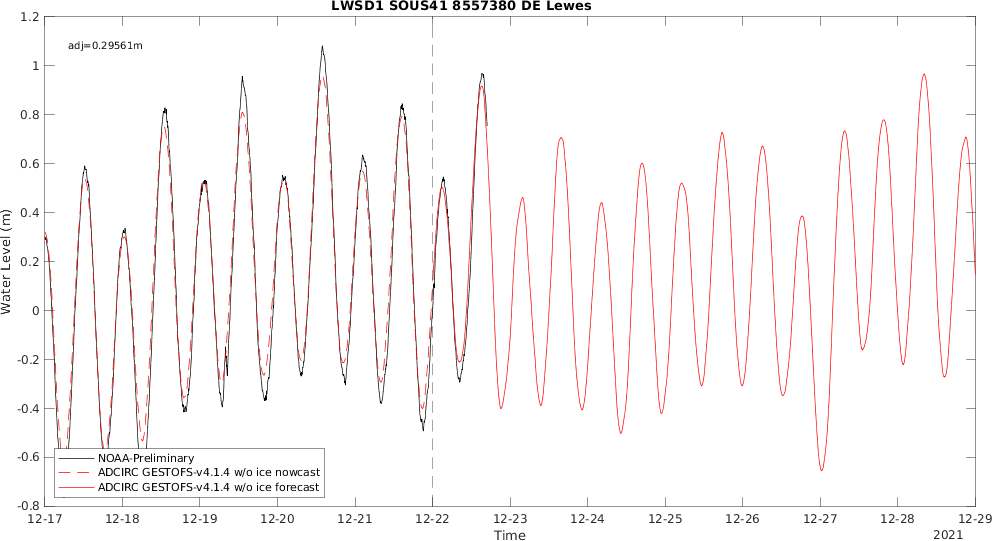 LWSD1 SOUS41 8557380 DE Lewes
adj=0.29561m
1.2
1
0.8
0.6
0.4
0.2
0
-0.2
-0.4
-0.6
-0.8
Water Level (m)
NOAA-Preliminary
ADCIRC GESTOFS-v4.1.4 w/o ice nowcast
ADCIRC GESTOFS-v4.1.4 w/o ice forecast
12-17 12-18 12-19 12-20 12-21 12-22 12-23 12-24 12-25 12-26 12-27 12-28 12-29
Time
2021